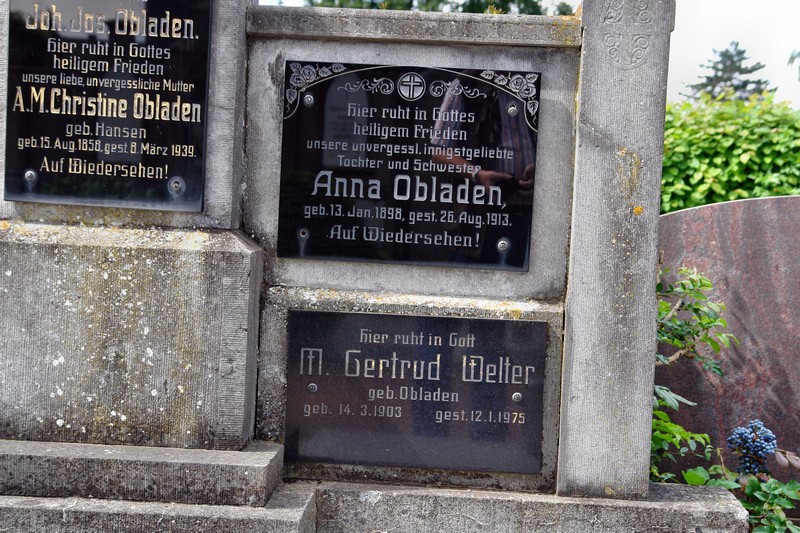 Joh. Jos. Obladen.
Hier ruht in Gottes
heiligem Frieden
unsere liebe, unvergessliche Mutter
A.M. Christine Obladen
geb. Hansen
geb. 15. Aug. 1858, gest. 8. März 1939.
Auf Wiedersehen!
Hier ruht in Gottes
heiligem Frieden
unsere unvergessl. innigstgeliebte
Tochter und Schwester
Anna Obladen,
geb. 13. Jan. 1898, gest. 26. Aug. 1913.
Auf Wiedersehen!
Hier ruht in Gott
M. Gertrud Welter
geb. Obladen
geb. 14.3.1903 gest. 12.1.1975